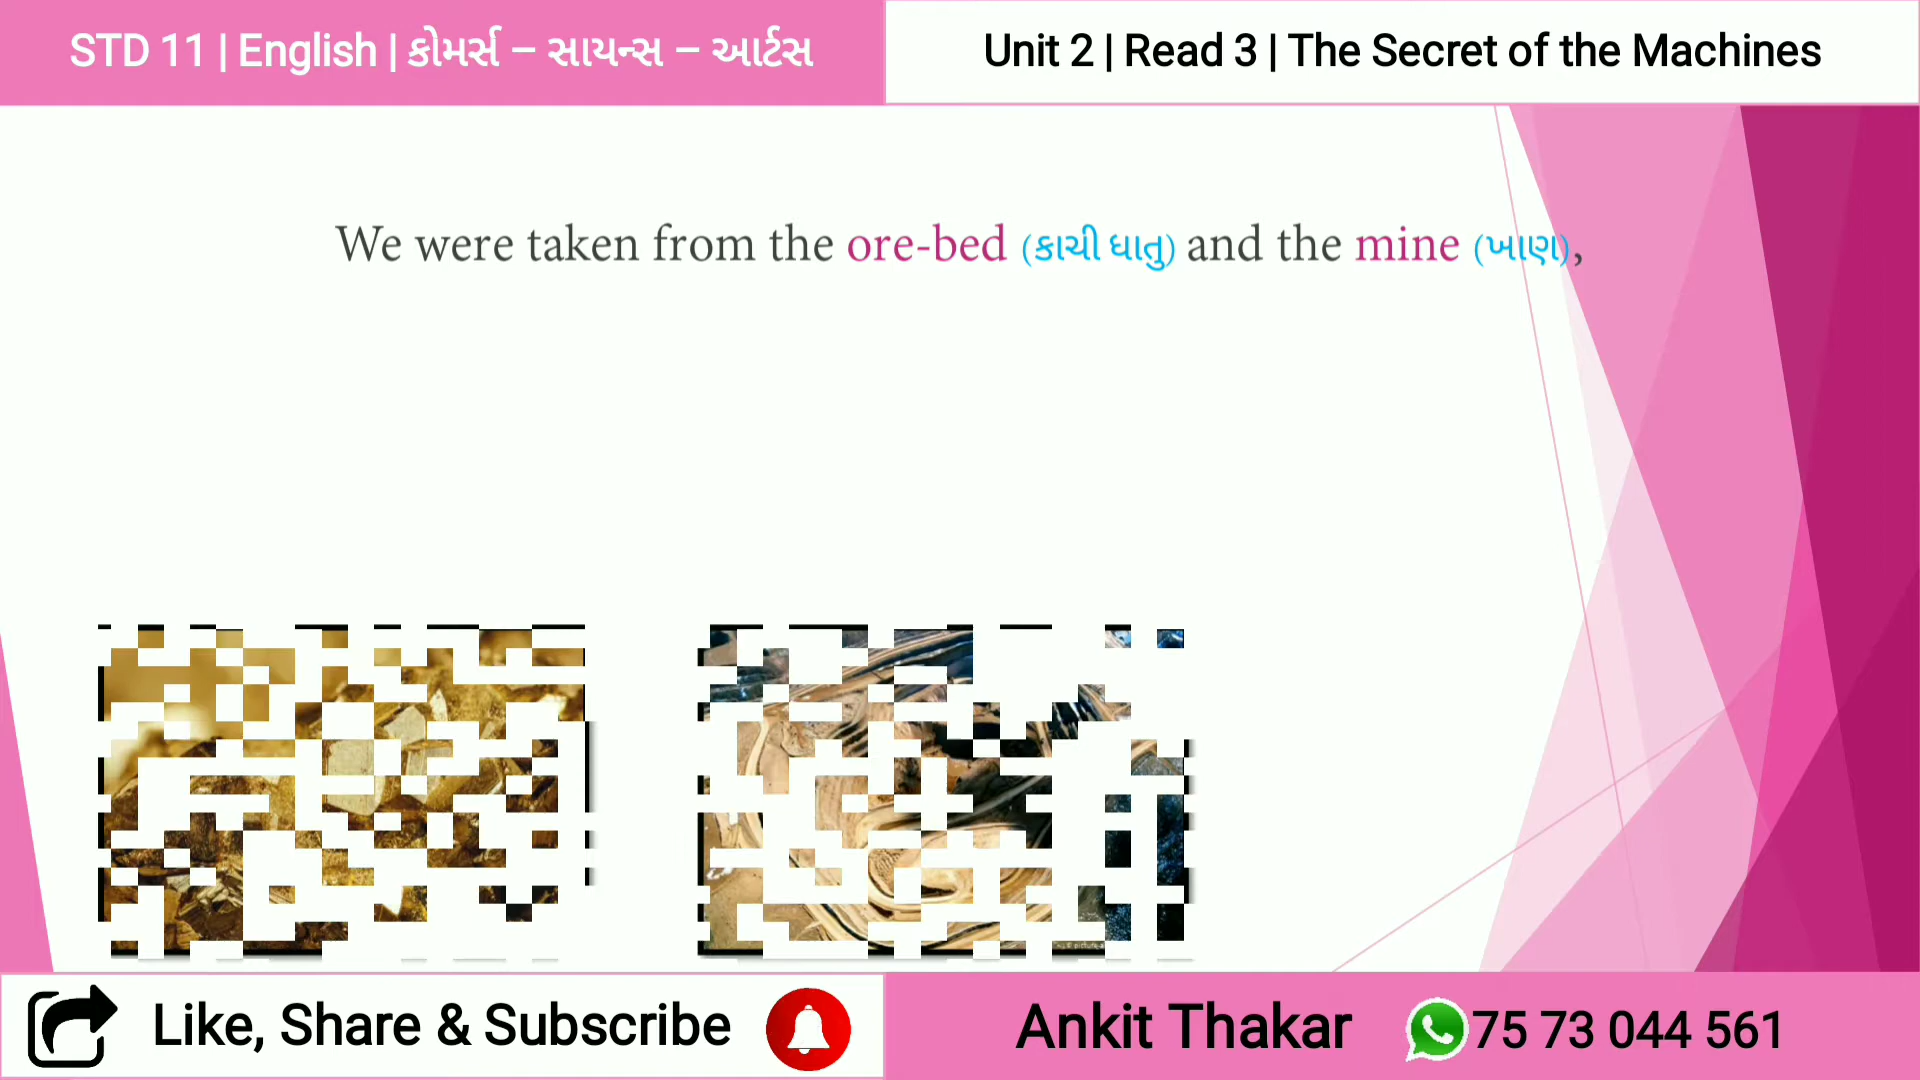 STD 11 | English | કોમર્સ – સાયન્સ – આર્ટસ
Unit 2 | Read 3 | The Secret of the Machines
We were taken from the ore-bed (કાચી ધાતુ) and the mine (ખાણ),
Like, Share & Subscribe
Ankit Thakar
75 73 044 561